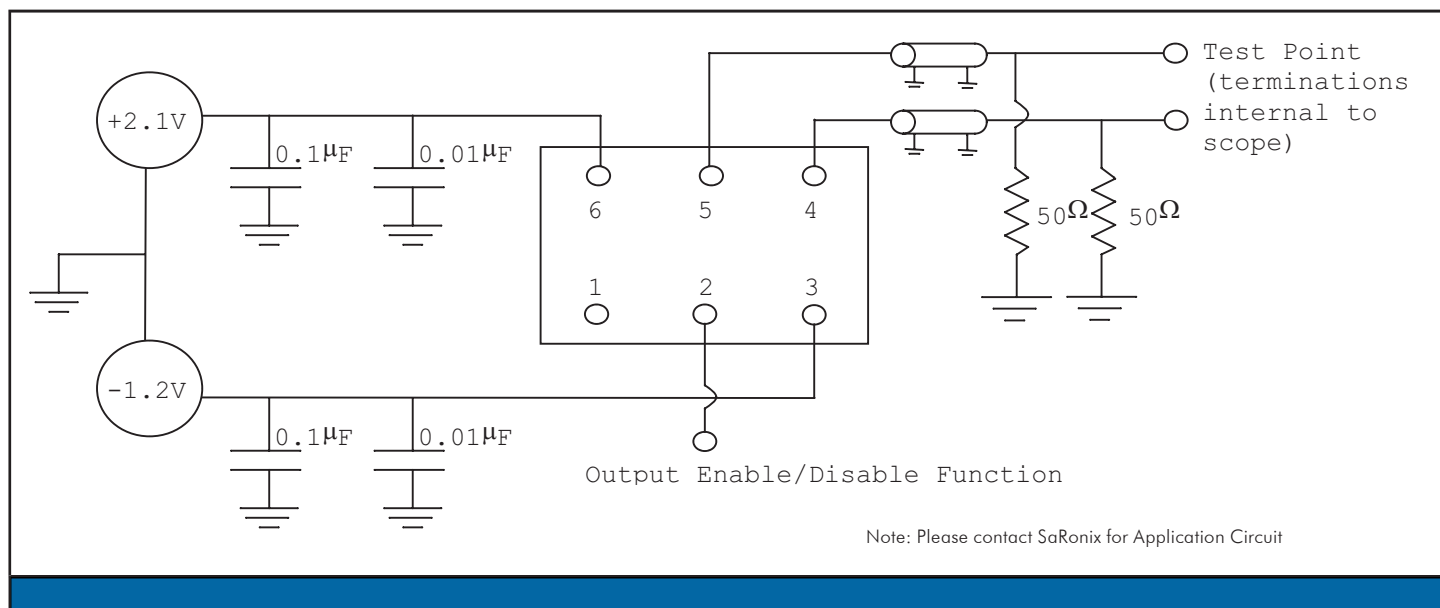 Test Point
(terminations
internal to
scope)
+2.1V
0.1μF
0.01μF
6
5
4
50Ω
50Ω
1
2
3
-1.2V
0.1μF
0.01μF
Output Enable/Disable Function
Note: Please contact SaRonix for Application Circuit